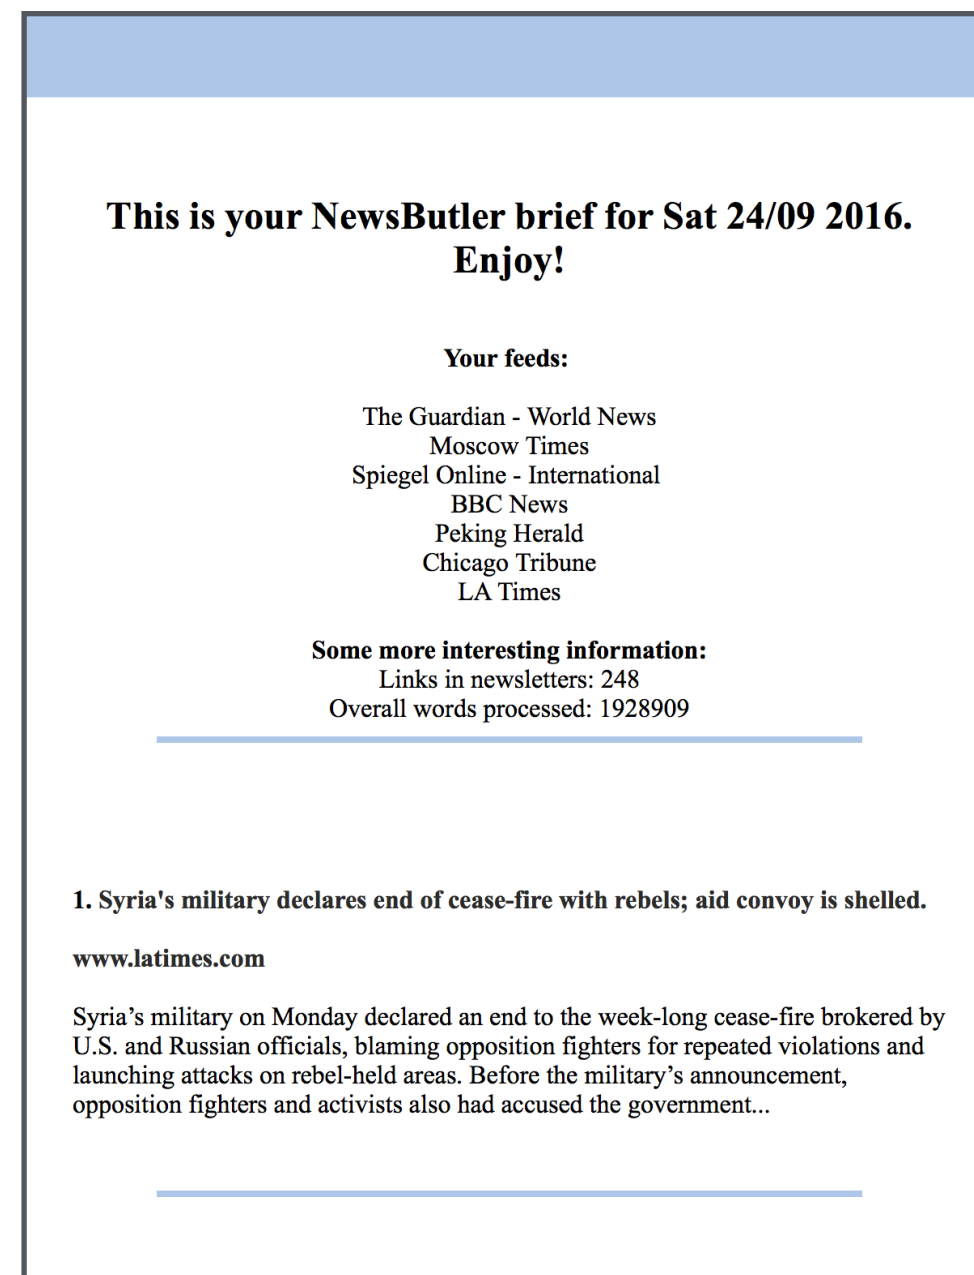 This is your NewsButler brief for Sat 24/09 2016.
Enjoy!
Your feeds:
The Guardian - World News
Moscow Times
Spiegel Online - International
BBC News
Peking Herald
Chicago Tribune
LA Times
Some more interesting information:
Links in newsletters: 248
Overall words processed: 1928909
1. Syria's military declares end of cease-fire with rebels; aid convoy is shelled.
www.latimes.com
Syria’s military on Monday declared an end to the week-long cease-fire brokered by
U.S. and Russian officials, blaming opposition fighters for repeated violations and
launching attacks on rebel-held areas. Before the military’s announcement,
opposition fighters and activists also had accused the government...